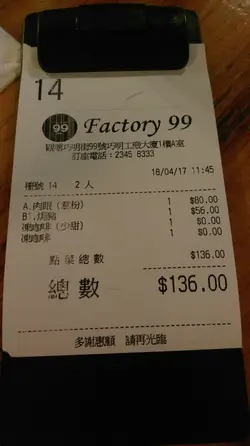 14
99 Factory 99
觀塘巧明街99號巧明工廠大廈1樓A室
訂座電話：2345 8333
18/04/17 11:45
檯號 14 2 人
A.肉眼 (意粉) 1 $80.00
B'.焗豬 1 $56.00
凍咖啡 (少甜) 1 $0.00
凍咖啡 1 $0.00
點菜總數 $136.00
總數 $136.00
多謝惠顧 請再光臨